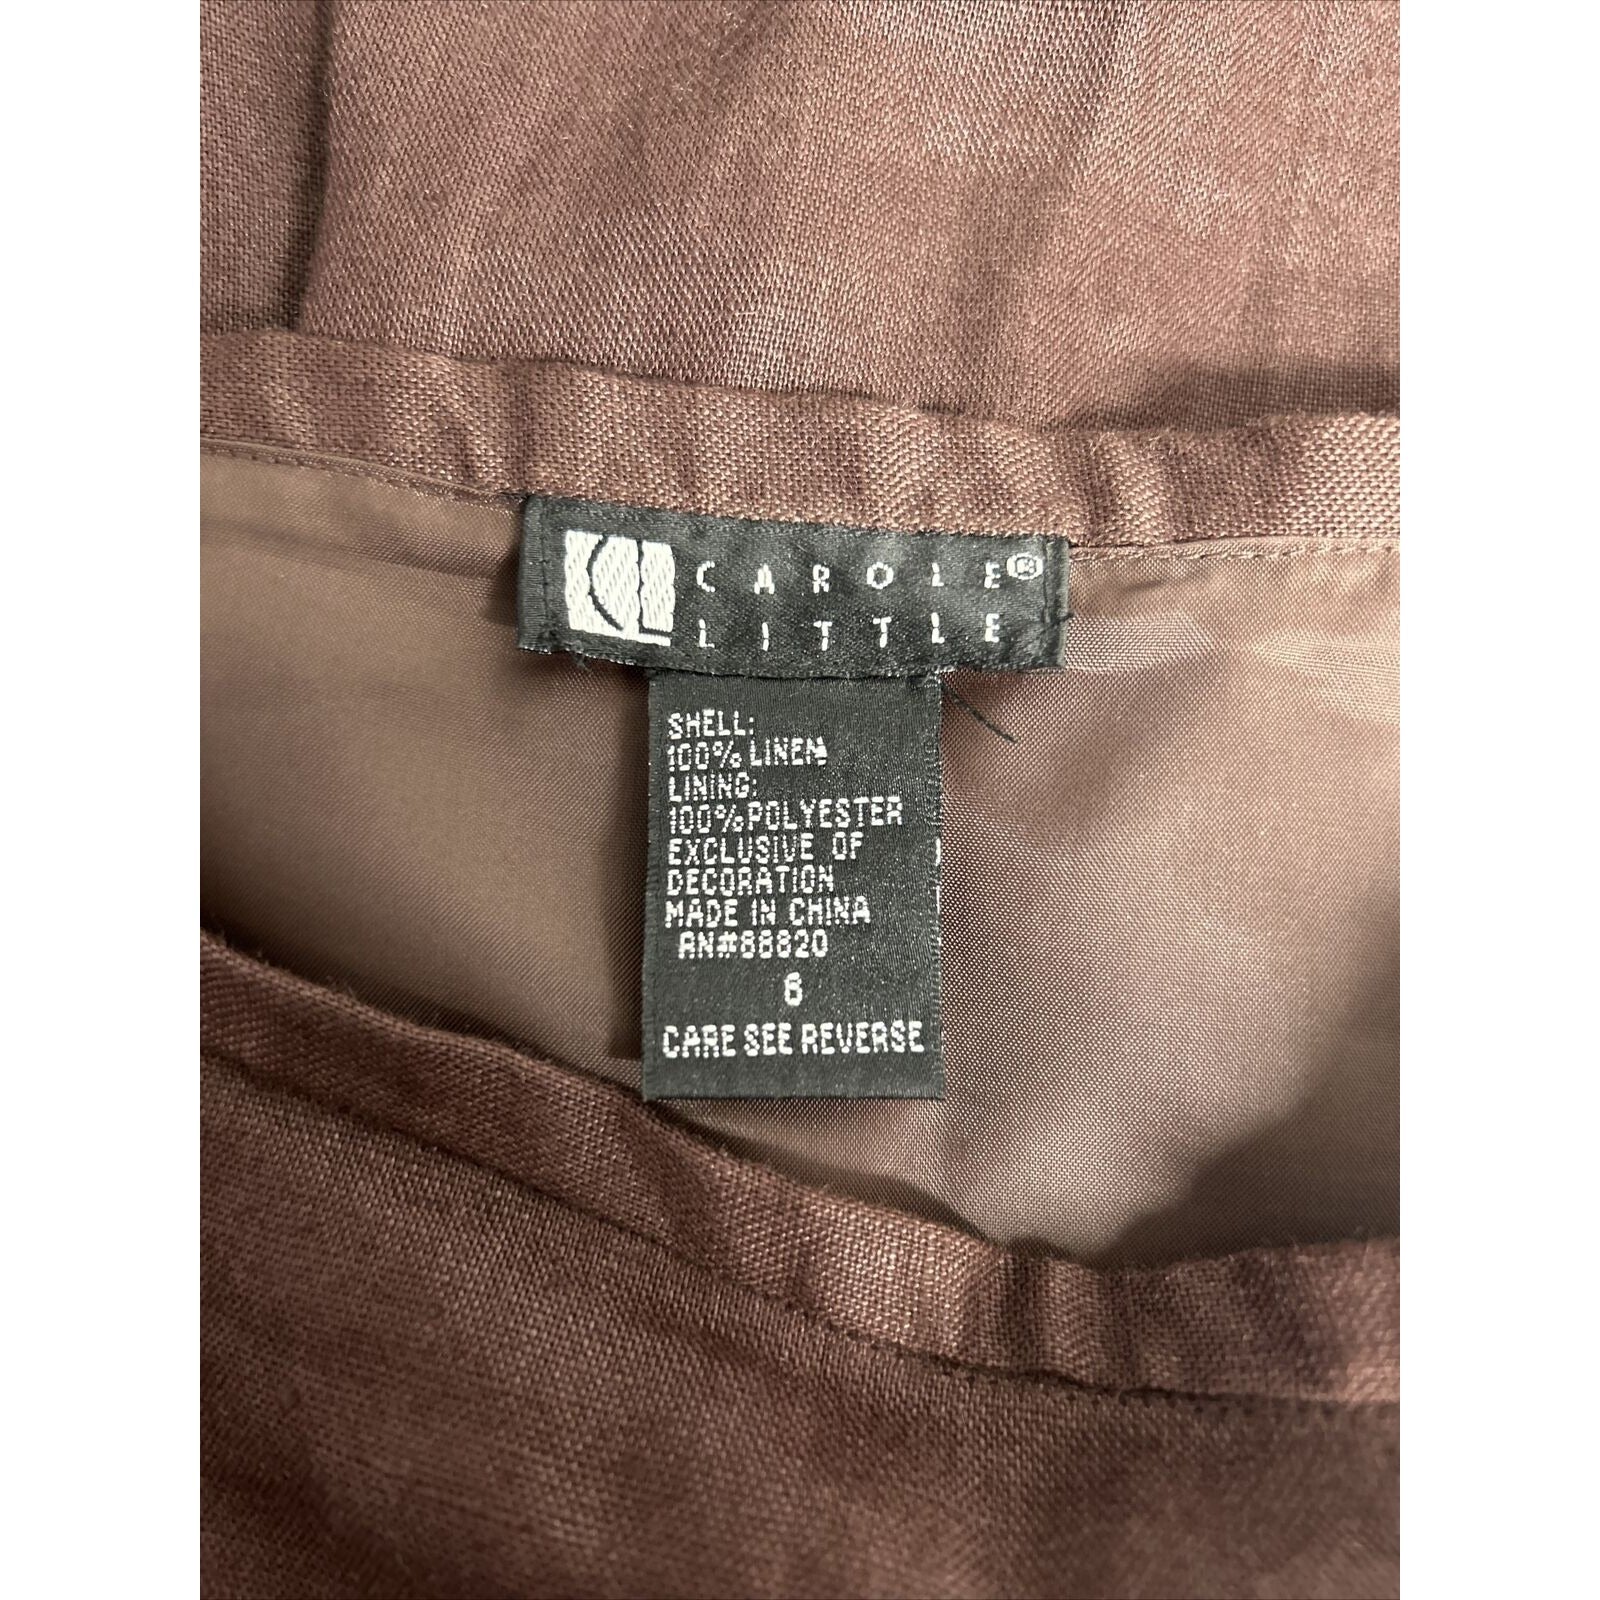 CL CAROLE®
LITTLE
SHELL:
100% LINEN
LINING:
100% POLYESTER
EXCLUSIVE OF
DECORATION
MADE IN CHINA
RN#88820
CARE SEE REVERSE